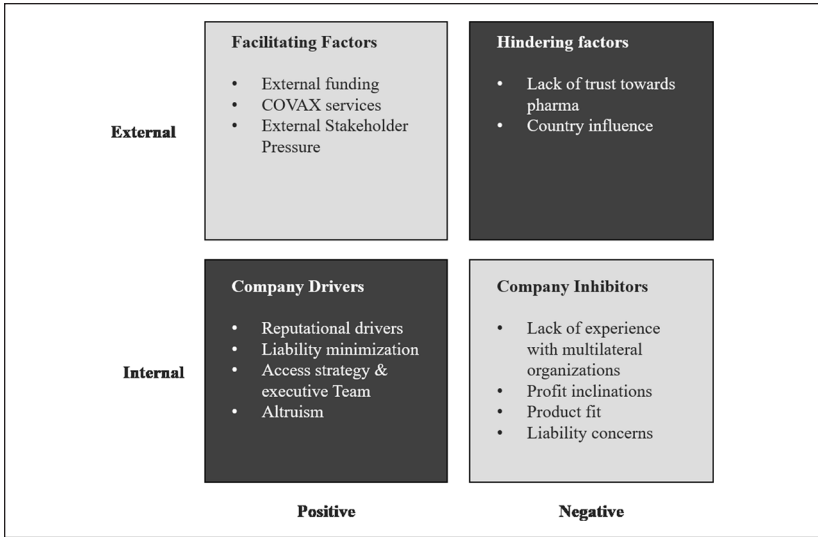 External
Facilitating Factors
• External funding
• COVAX services
• External Stakeholder
Pressure
Hindering factors
• Lack of trust towards
pharma
• Country influence
Internal
Company Drivers
• Reputational drivers
• Liability minimization
• Access strategy &
executive Team
• Altruism
Company Inhibitors
• Lack of experience
with multilateral
organizations
• Profit inclinations
• Product fit
• Liability concerns
Positive
Negative